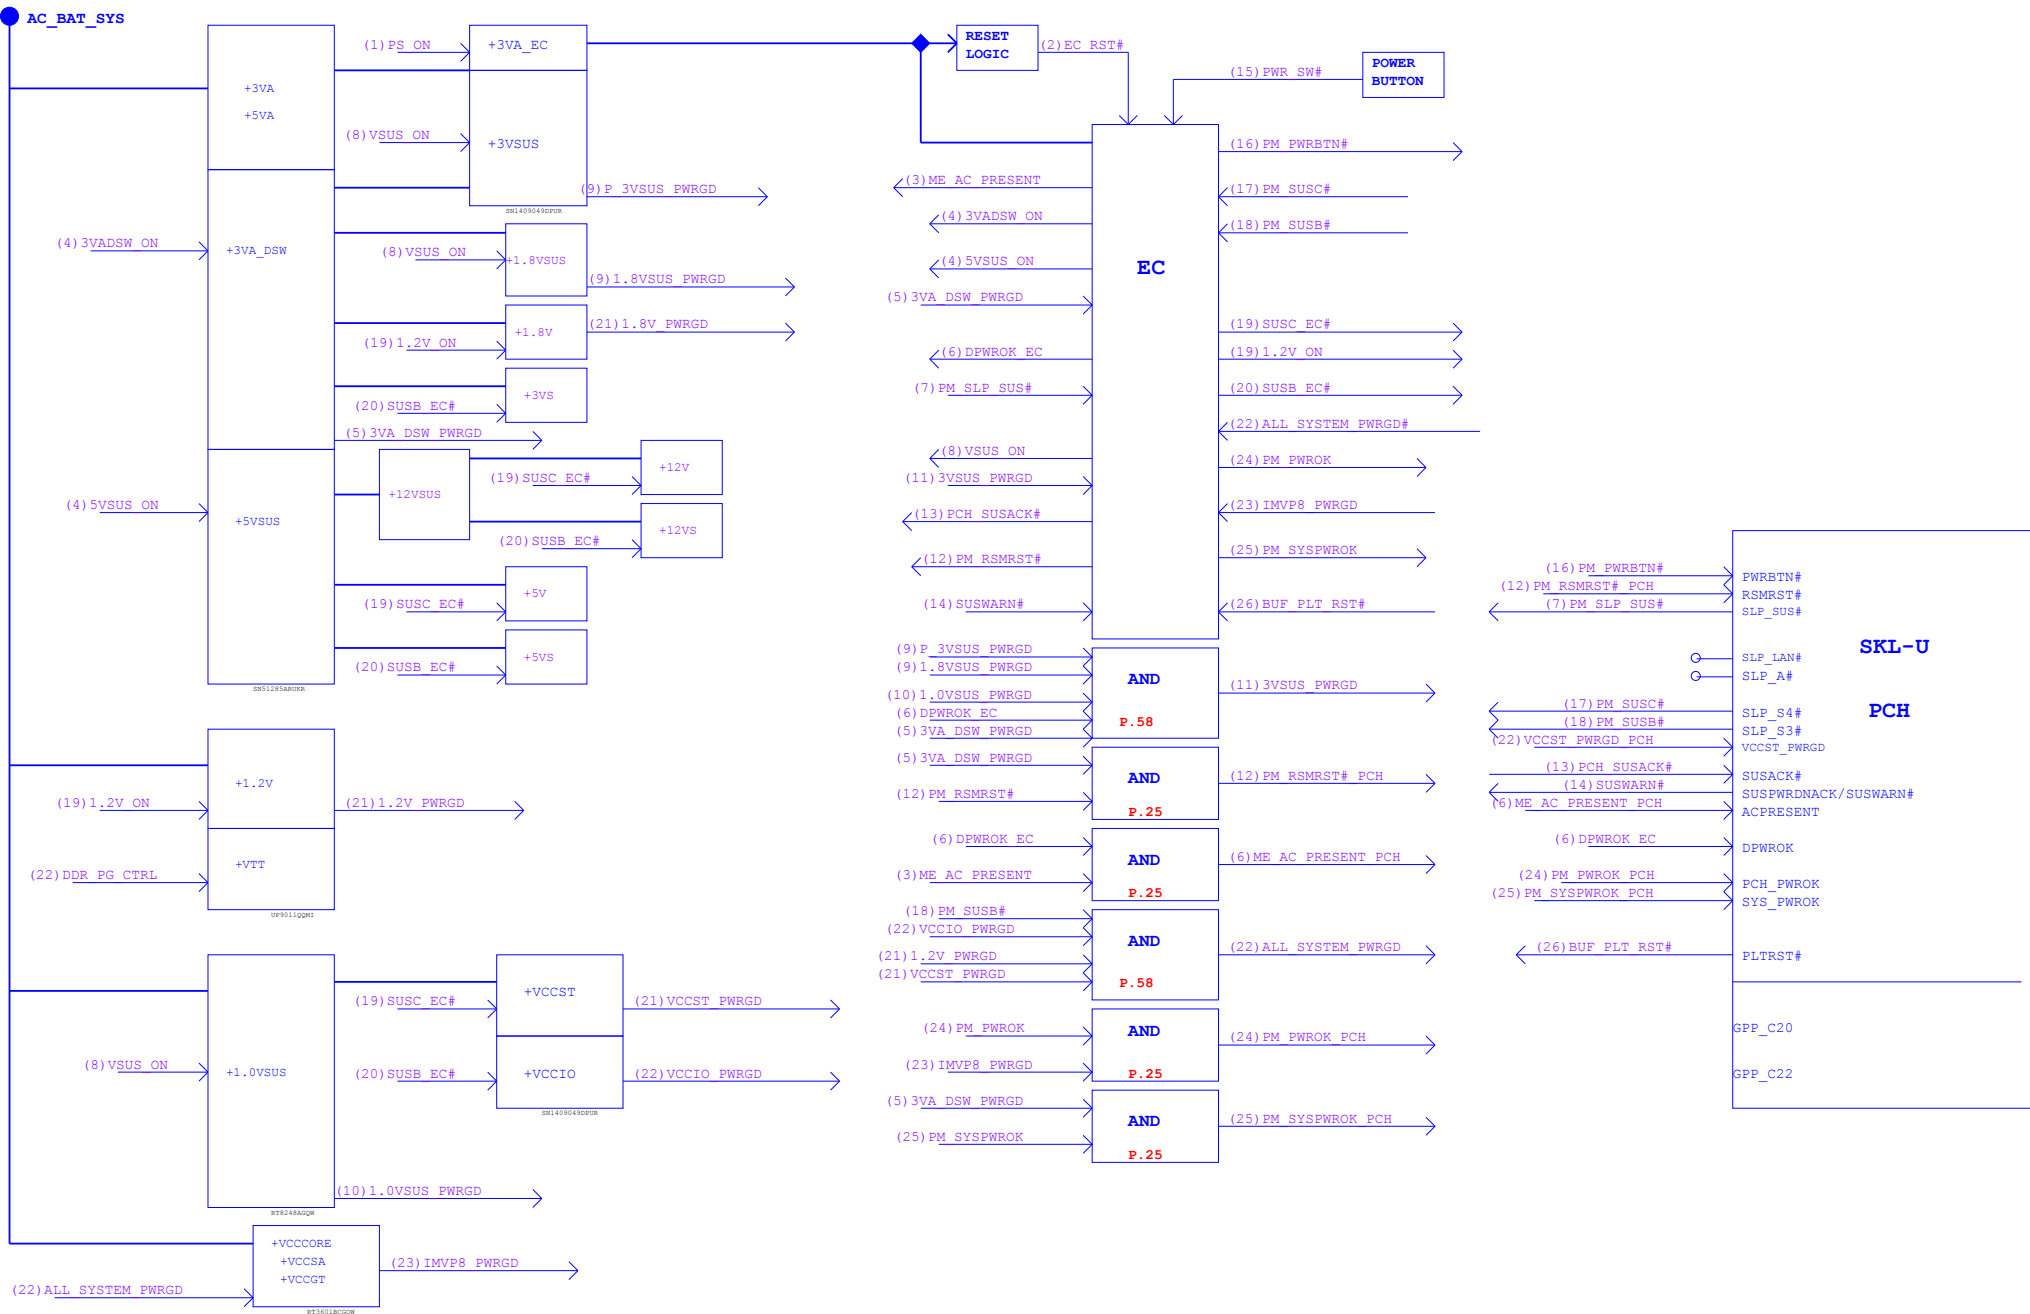 AC_BAT_SYS
+3VA
+5VA
(1)PS_ON
+3VA_EC
(8)VSUS_ON
+3VSUS
(9)P_3VSUS_PWRGD
SN1409049DPUR
(4)3VADSW_ON
+3VA_DSW
(8)VSUS_ON
+1.8VSUS
(9)1.8VSUS_PWRGD
+1.8V
(21)1.8V_PWRGD
(19)1.2V_ON
+3VS
(20)SUSB_EC#
(5)3VA_DSW_PWRGD
(4)5VSUS_ON
+5VSUS
+12VSUS
+12V
(19)SUSC_EC#
+12VS
(20)SUSB_EC#
+5V
(19)SUSC_EC#
+5VS
(20)SUSB_EC#
SN51285ARUKR
+1.2V
(19)1.2V_ON
(21)1.2V_PWRGD
+VTT
(22)DDR_PG_CTRL
UP9011QQMI
(8)VSUS_ON
+1.0VSUS
(19)SUSC_EC#
+VCCST
(21)VCCST_PWRGD
(20)SUSB_EC#
+VCCIO
(22)VCCIO_PWRGD
SN1409049DPUR
(10)1.0VSUS_PWRGD
RT8248AGQW
+VCCCORE
+VCCSA
+VCCGT
(23)IMVP8_PWRGD
(22)ALL_SYSTEM_PWRGD
RT3601BCGQW
RESET
LOGIC
(2)EC_RST#
(15)PWR_SW#
POWER
BUTTON
EC
(3)ME_AC_PRESENT
(4)3VADSW_ON
(4)5VSUS_ON
(5)3VA_DSW_PWRGD
(6)DPWROK_EC
(7)PM_SLP_SUS#
(8)VSUS_ON
(11)3VSUS_PWRGD
(13)PCH_SUSACK#
(12)PM_RSMRST#
(14)SUSWARN#
(16)PM_PWRBTN#
(17)PM_SUSC#
(18)PM_SUSB#
(19)SUSC_EC#
(19)1.2V_ON
(20)SUSB_EC#
(22)ALL_SYSTEM_PWRGD#
(24)PM_PWROK
(23)IMVP8_PWRGD
(25)PM_SYSPWROK
(26)BUF_PLT_RST#
(9)P_3VSUS_PWRGD
(9)1.8VSUS_PWRGD
(10)1.0VSUS_PWRGD
(6)DPWROK_EC
(5)3VA_DSW_PWRGD
AND
P.58
(11)3VSUS_PWRGD
(5)3VA_DSW_PWRGD
(12)PM_RSMRST#
AND
P.25
(12)PM_RSMRST#_PCH
(6)DPWROK_EC
(3)ME_AC_PRESENT
AND
P.25
(6)ME_AC_PRESENT_PCH
(18)PM_SUSB#
(22)VCCIO_PWRGD
(21)1.2V_PWRGD
(21)VCCST_PWRGD
AND
P.58
(22)ALL_SYSTEM_PWRGD
(24)PM_PWROK
(23)IMVP8_PWRGD
AND
P.25
(24)PM_PWROK_PCH
(5)3VA_DSW_PWRGD
(25)PM_SYSPWROK
AND
P.25
(25)PM_SYSPWROK_PCH
SKL-U
PCH
(16)PM_PWRBTN#
PWRBTN#
(12)PM_RSMRST#_PCH
RSMRST#
(7)PM_SLP_SUS#
SLP_SUS#
SLP_LAN#
SLP_A#
(17)PM_SUSC#
SLP_S4#
(18)PM_SUSB#
SLP_S3#
(22)VCCST_PWRGD_PCH
VCCST_PWRGD
(13)PCH_SUSACK#
SUSACK#
(14)SUSWARN#
SUSPWRDNACK/SUSWARN#
(6)ME_AC_PRESENT_PCH
ACPRESENT
(6)DPWROK_EC
DPWROK
(24)PM_PWROK_PCH
PCH_PWROK
(25)PM_SYSPWROK_PCH
SYS_PWROK
(26)BUF_PLT_RST#
PLTRST#
GPP_C20
GPP_C22